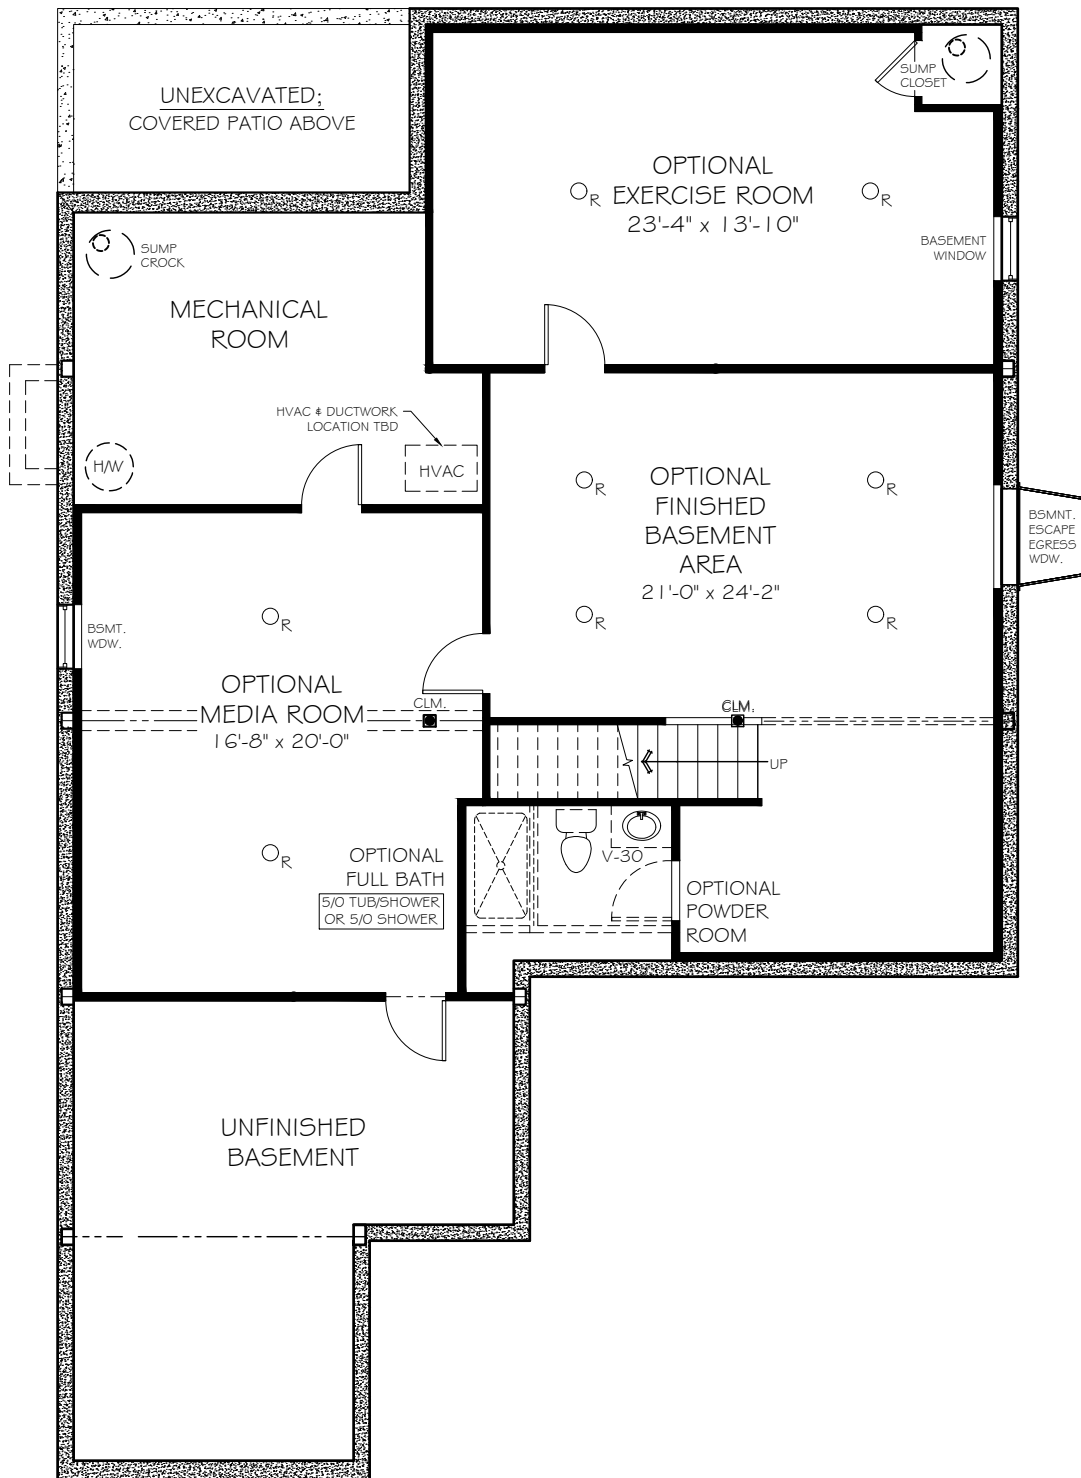 UNEXCAVATED;
COVERED PATIO ABOVE
SUMP
CLOSET
OPTIONAL
EXERCISE ROOM
23'-4" x 13'-10"
R
R
BASEMENT
WINDOW
SUMP
CROCK
MECHANICAL
ROOM
HVAC & DUCTWORK
LOCATION TBD
H/W
HVAC
OPTIONAL
FINISHED
BASEMENT
AREA
21'-0" x 24'-2"
R
R
R
R
BSMNT.
ESCAPE
EGRESS
WDW.
BSMT.
WDW.
R
OPTIONAL
MEDIA ROOM
16'-8" x 20'-0"
CLM.
CLM.
UP
R
OPTIONAL
FULL BATH
5/0 TUB/SHOWER
OR 5/0 SHOWER
V-30
OPTIONAL
POWDER
ROOM
UNFINISHED
BASEMENT